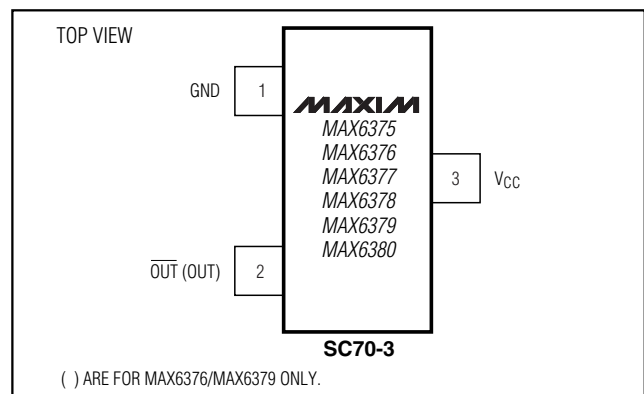 TOP VIEW
GND 1
MAXIM
MAX6375
MAX6376
MAX6377
MAX6378
MAX6379
MAX6380
3 VCC
OUT (OUT) 2
SC70-3
( ) ARE FOR MAX6376/MAX6379 ONLY.